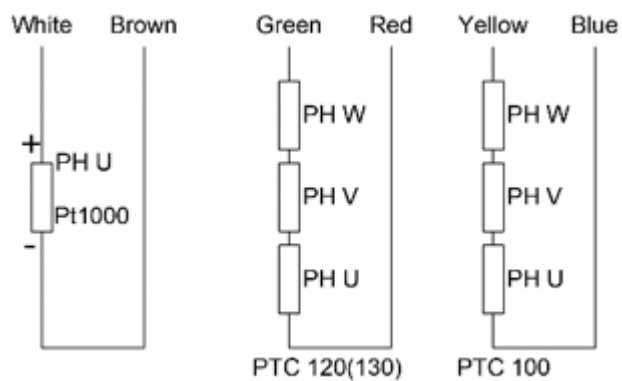 White Brown Green Red Yellow Blue
+
PH U
Pt1000
-
PH W
PH V
PH U
PTC 120(130)
PH W
PH V
PH U
PTC 100